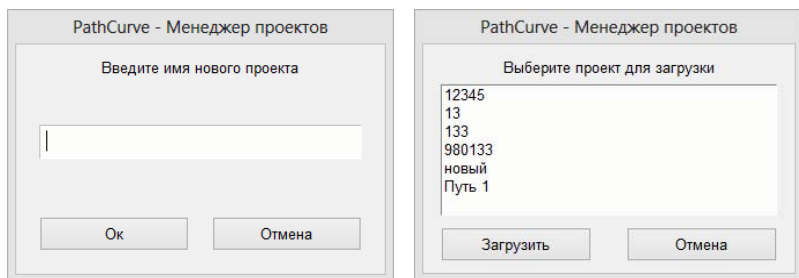 PathCurve - Менеджер проектов
Введите имя нового проекта
Ок
Отмена
PathCurve - Менеджер проектов
Выберите проект для загрузки
12345
13
133
980133
новый
Путь 1
Загрузить
Отмена